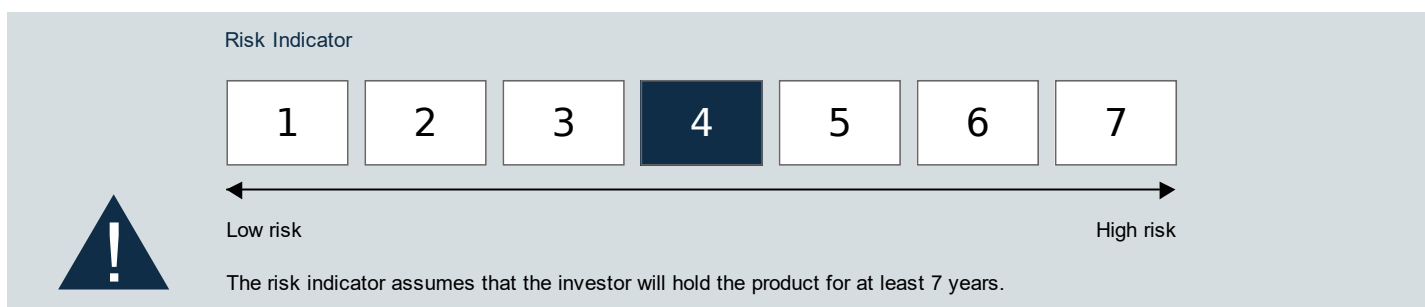 Risk Indicator
1 2 3 4 5 6 7
Low risk High risk
!
The risk indicator assumes that the investor will hold the product for at least 7 years.